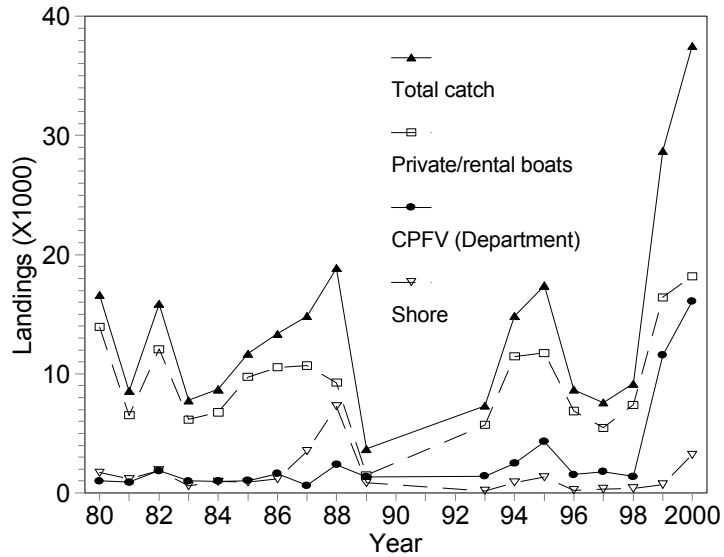 40
30
20
10
0
Landings (X1000)
Total catch
Private/rental boats
CPFV (Department)
Shore
80 82 84 86 88 90 92 94 96 98 2000
Year